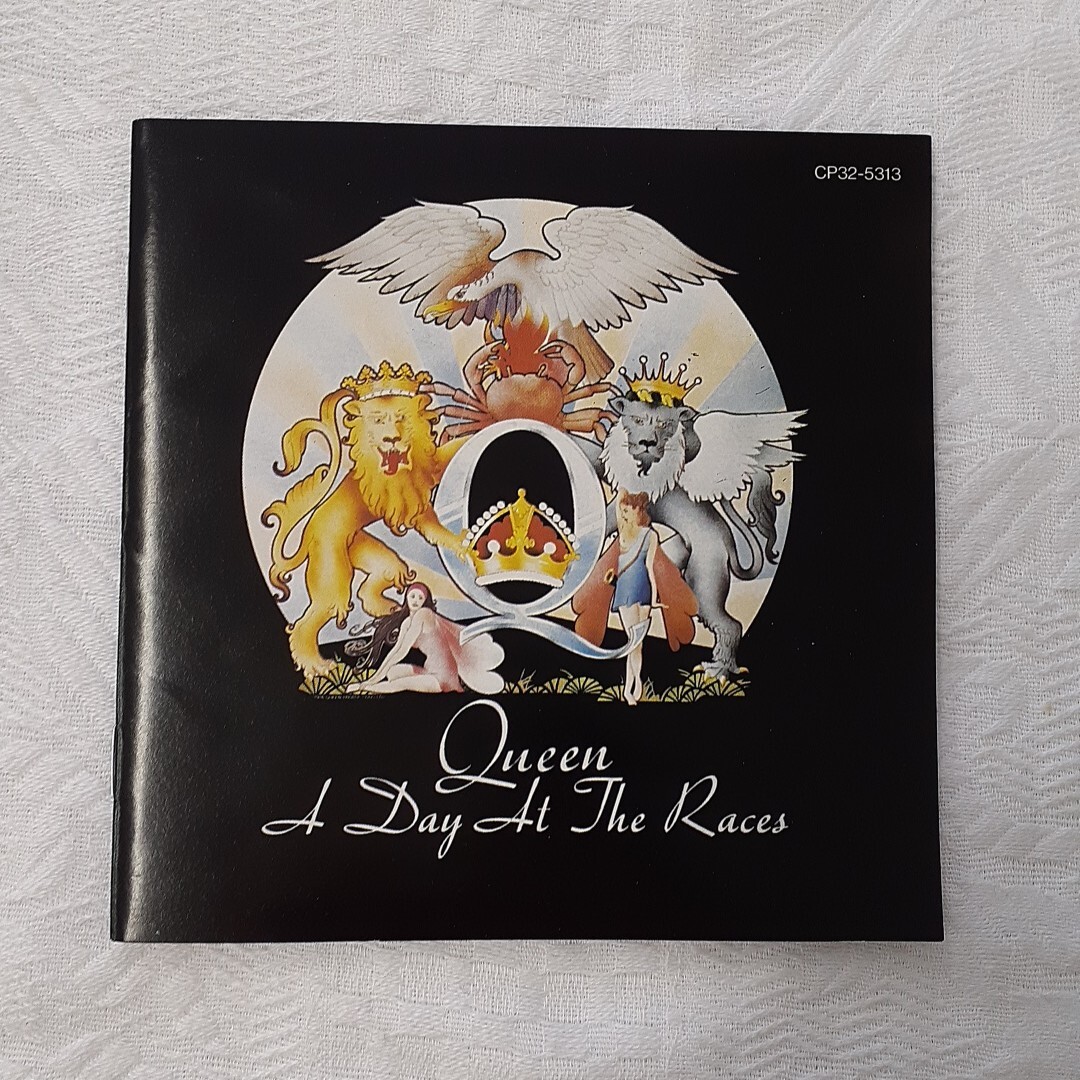 CP32-5313
Queen
A Day At The Races